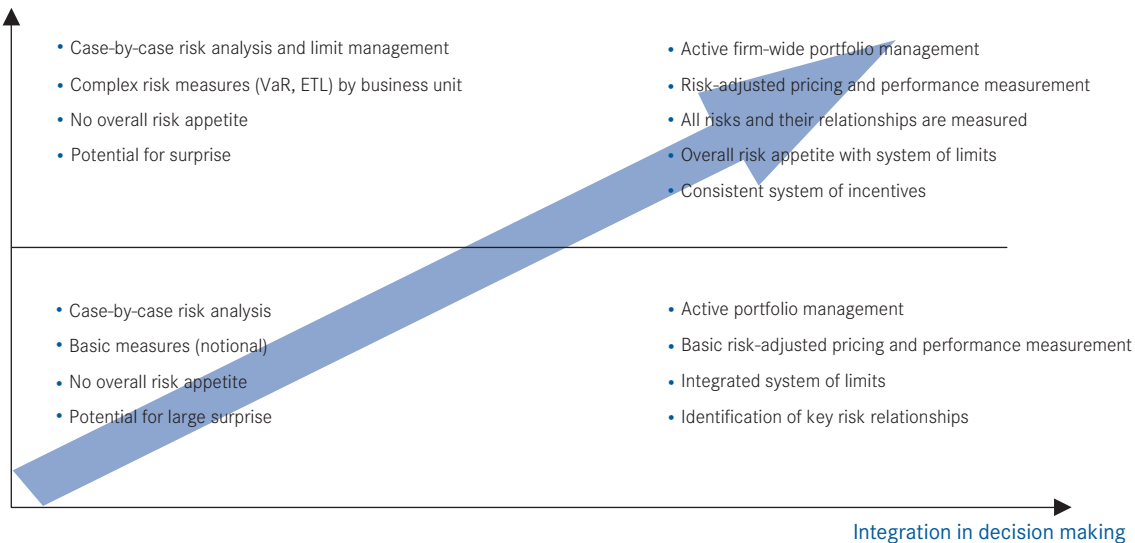 • Case-by-case risk analysis and limit management
• Complex risk measures (VaR, ETL) by business unit
• No overall risk appetite
• Potential for surprise
• Active firm-wide portfolio management
• Risk-adjusted pricing and performance measurement
• All risks and their relationships are measured
• Overall risk appetite with system of limits
• Consistent system of incentives
• Case-by-case risk analysis
• Basic measures (notional)
• No overall risk appetite
• Potential for large surprise
• Active portfolio management
• Basic risk-adjusted pricing and performance measurement
• Integrated system of limits
• Identification of key risk relationships
Integration in decision making